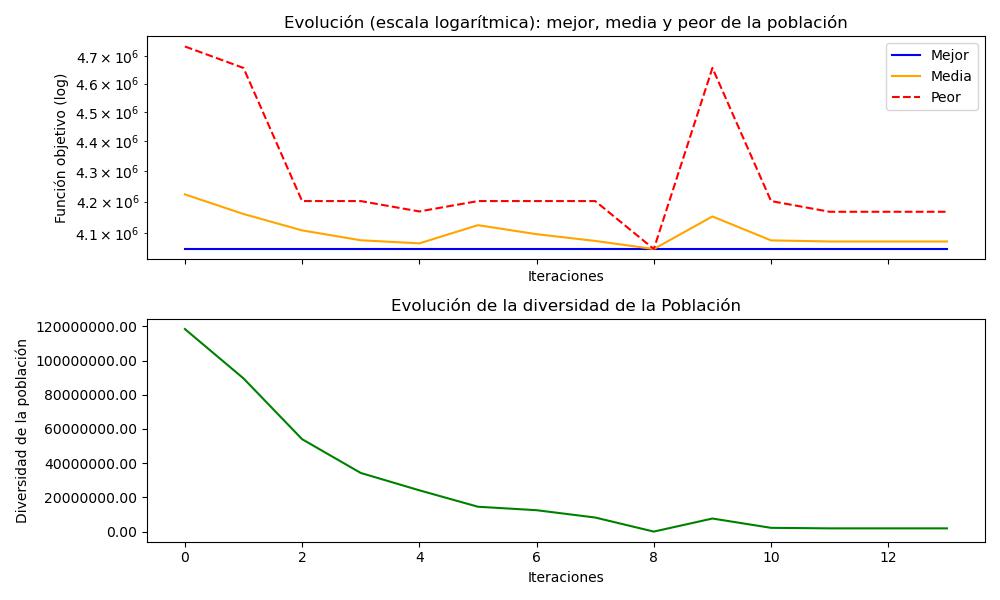 Evolución (escala logarítmica): mejor, media y peor de la población
Función objetivo (log)
4.7 × 10⁶
4.6 × 10⁶
4.5 × 10⁶
4.4 × 10⁶
4.3 × 10⁶
4.2 × 10⁶
4.1 × 10⁶
Mejor
Media
Peor
Iteraciones
Evolución de la diversidad de la Población
Diversidad de la población
120000000.00
100000000.00
80000000.00
60000000.00
40000000.00
20000000.00
0.00
0 2 4 6 8 10 12
Iteraciones